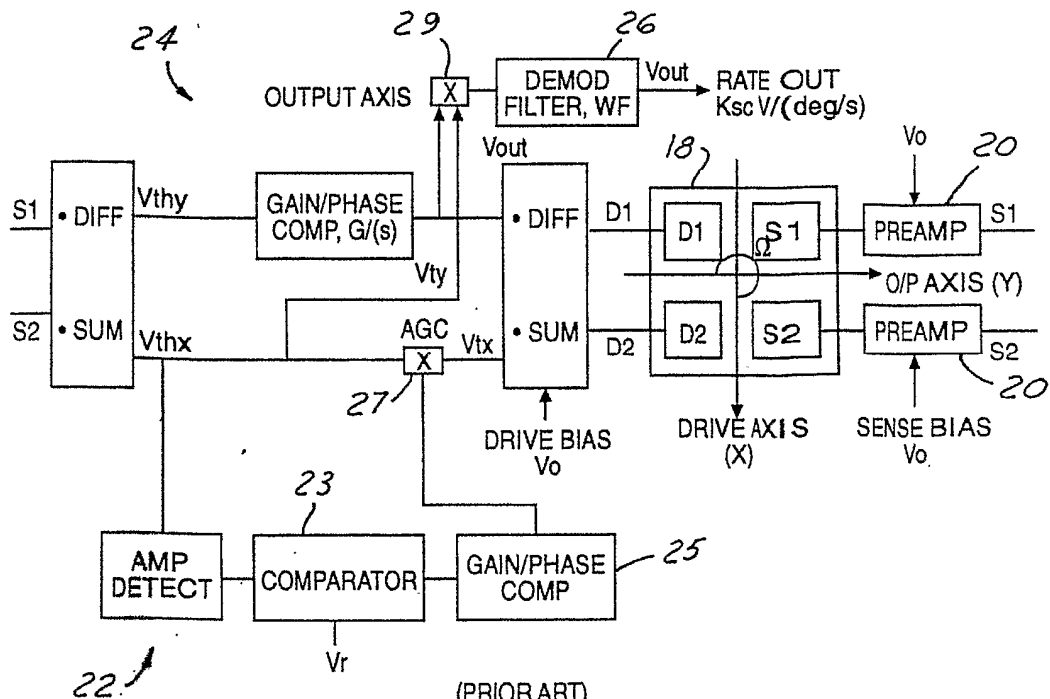 24
29
26
OUTPUT AXIS
X
DEMOD
FILTER, WF
Vout
RATE OUT
Ksc V/(deg/s)
Vout
18
Vo
20
S1
• DIFF
Vthy
GAIN/PHASE
COMP, G/(s)
• DIFF
D1
D1
S1
PREAMP
S1
Ω
Vty
O/P AXIS (Y)
S2
• SUM
Vthx
AGC
X
Vtx
• SUM
D2
D2
S2
PREAMP
S2
27
20
DRIVE BIAS
Vo
DRIVE AXIS
(X)
SENSE BIAS
Vo
23
AMP
DETECT
COMPARATOR
GAIN/PHASE
COMP
25
Vr
22
(PRIOR ART)